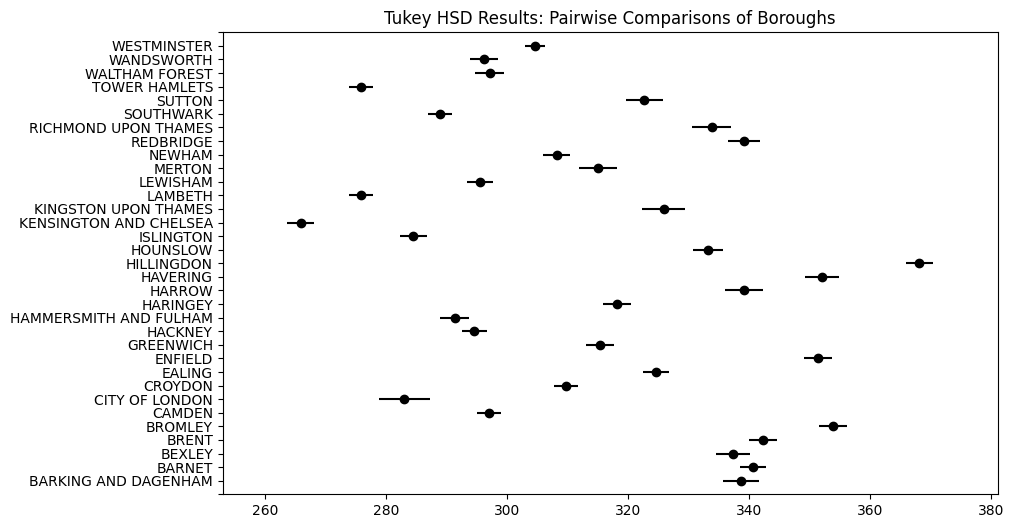 Tukey HSD Results: Pairwise Comparisons of Boroughs
WESTMINSTER
WANDSWORTH
WALTHAM FOREST
TOWER HAMLETS
SUTTON
SOUTHWARK
RICHMOND UPON THAMES
REDBRIDGE
NEWHAM
MERTON
LEWISHAM
LAMBETH
KINGSTON UPON THAMES
KENSINGTON AND CHELSEA
ISLINGTON
HOUNSLOW
HILLINGDON
HAVERING
HARROW
HARINGEY
HAMMERSMITH AND FULHAM
HACKNEY
GREENWICH
ENFIELD
EALING
CROYDON
CITY OF LONDON
CAMDEN
BROMLEY
BRENT
BEXLEY
BARNET
BARKING AND DAGENHAM
260 280 300 320 340 360 380